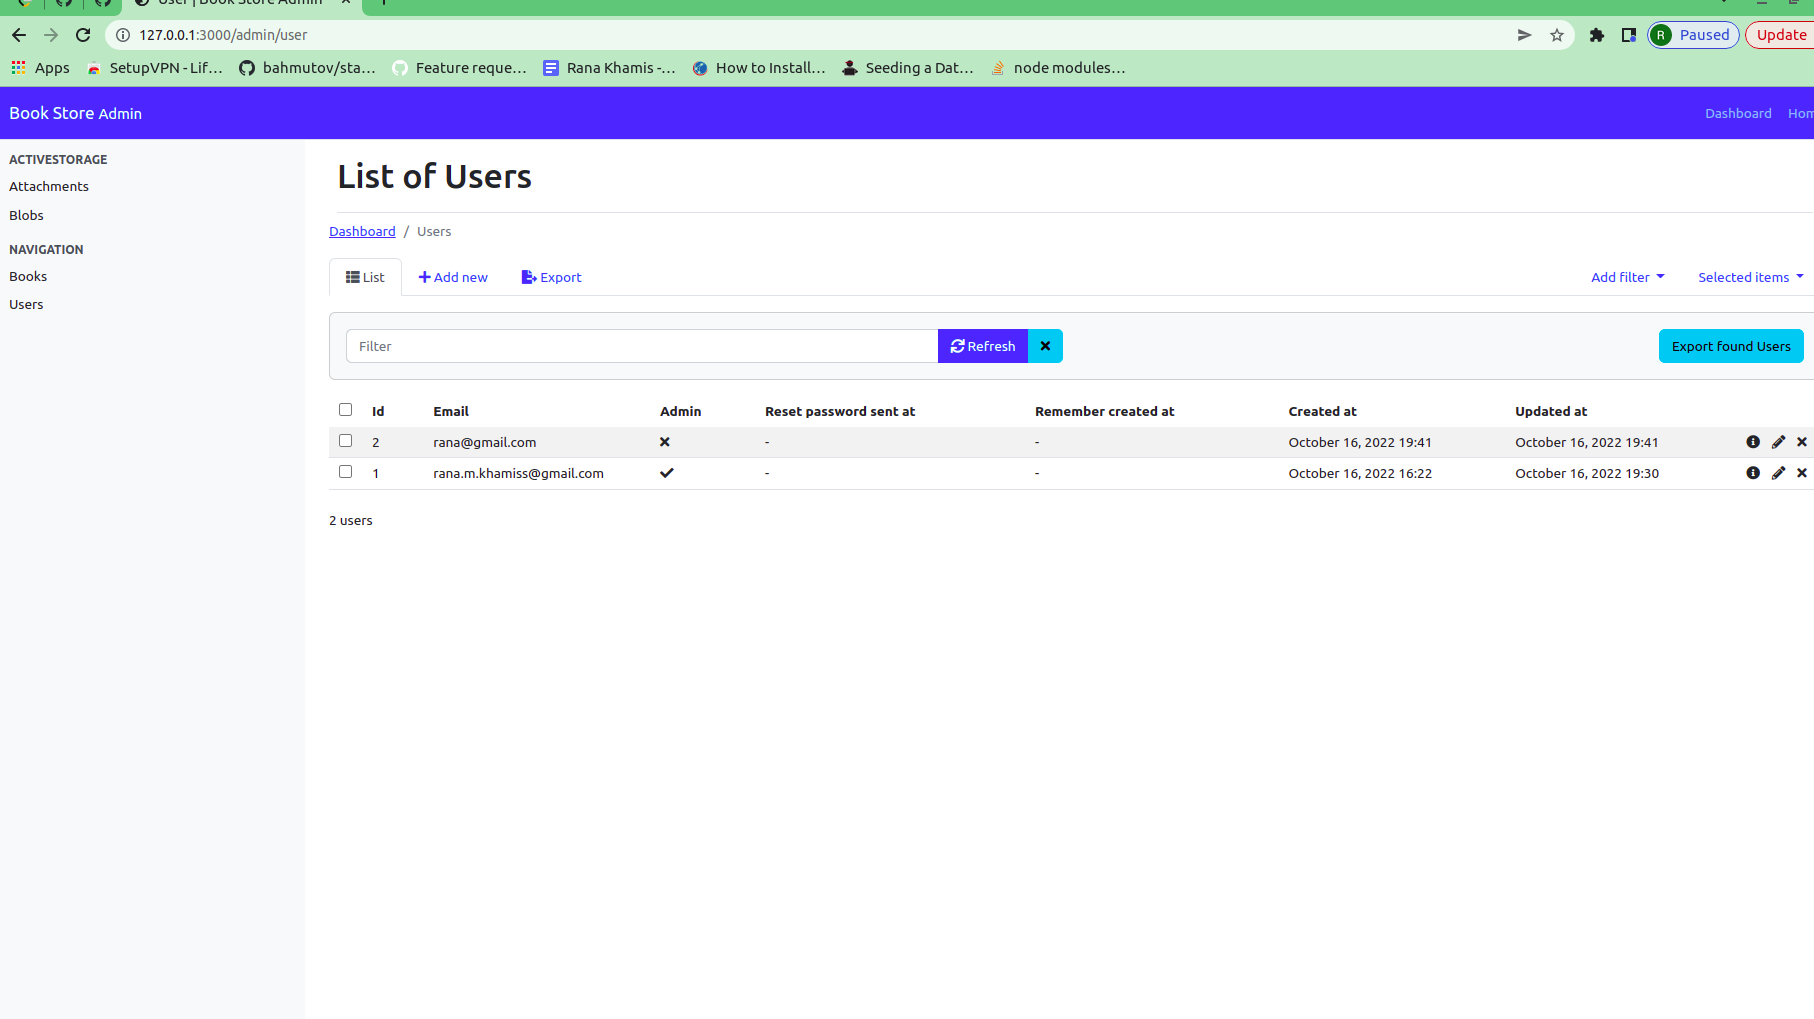 User | Book Store Admin
127.0.0.1:3000/admin/user
R Paused Update
Apps SetupVPN - Lif... bahmutov/sta... Feature reque... Rana Khamis -... How to Install... Seeding a Dat... node modules...
Book Store Admin
Dashboard Hom
ACTIVESTORAGE
Attachments
Blobs
NAVIGATION
Books
Users
List of Users
Dashboard / Users
List Add new Export Add filter Selected items
Filter Refresh Export found Users
Id Email Admin Reset password sent at Remember created at Created at Updated at
2 rana@gmail.com - - October 16, 2022 19:41 October 16, 2022 19:41
1 rana.m.khamiss@gmail.com - - October 16, 2022 16:22 October 16, 2022 19:30
2 users